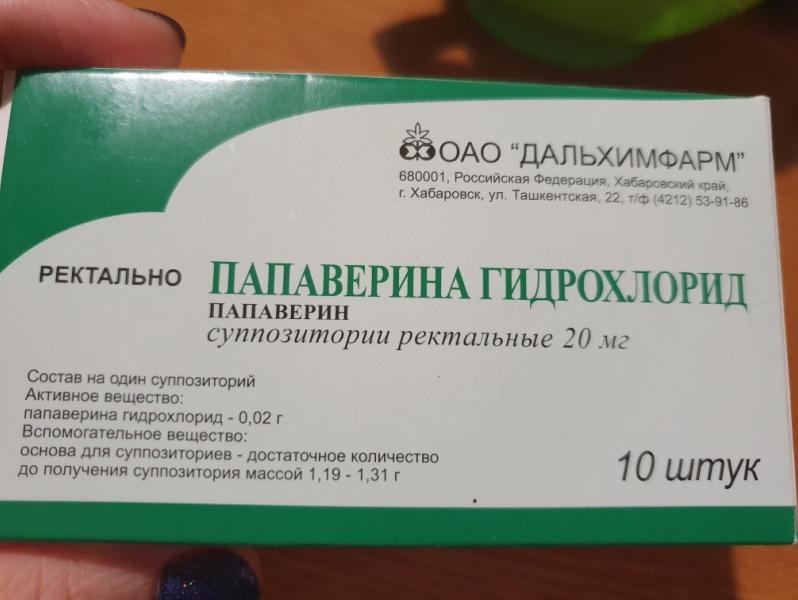 ОАО "ДАЛЬХИМФАРМ"
680001, Российская Федерация, Хабаровский край,
г. Хабаровск, ул. Ташкентская, 22, т/ф (4212) 53-91-86
РЕКТАЛЬНО
ПАПАВЕРИНА ГИДРОХЛОРИД
ПАПАВЕРИН
суппозитории ректальные 20 мг
Состав на один суппозиторий
Активное вещество:
папаверина гидрохлорид - 0,02 г
Вспомогательное вещество:
основа для суппозиториев - достаточное количество
до получения суппозитория массой 1,19 - 1,31 г
10 штук